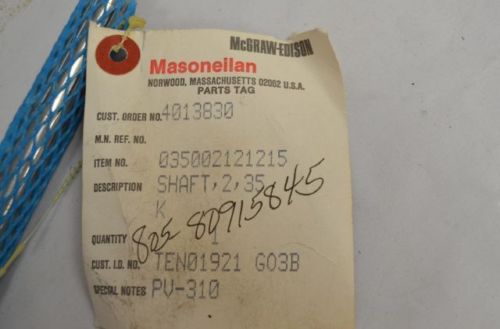 McGRAW-EDISON
Masoneilan
NORWOOD, MASSACHUSETTS 02062 U.S.A.
PARTS TAG
CUST. ORDER NO. 4013830
M.N. REF. NO.
ITEM NO. 035002121215
DESCRIPTION SHAFT,2,35
K
805-80915845
QUANTITY 1
CUST. I.D. NO. TEN01921 G03B
SPECIAL NOTES PV-310